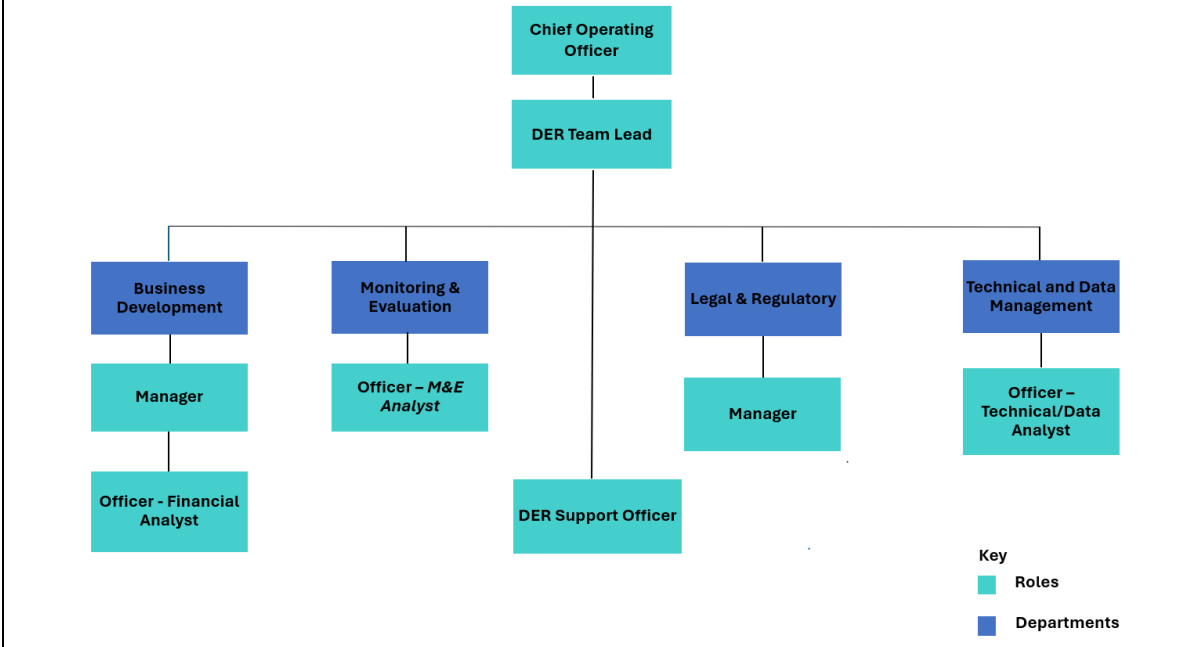 Chief Operating
Officer
DER Team Lead
Business
Development
Monitoring &
Evaluation
Legal & Regulatory
Technical and Data
Management
Manager
Officer – M&E
Analyst
Manager
Officer –
Technical/Data
Analyst
Officer - Financial
Analyst
DER Support Officer
Key
Roles
Departments